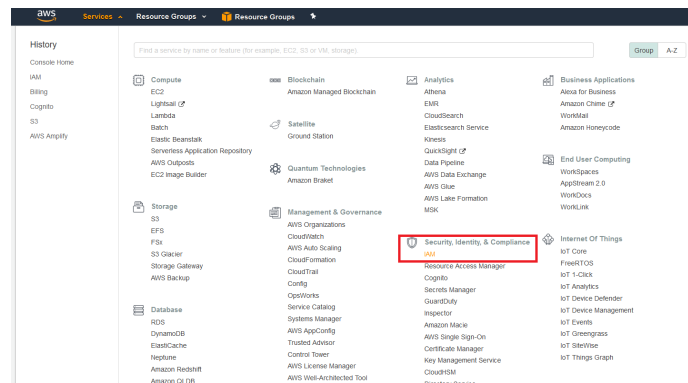 aws
Services
Resource Groups
Resource Groups
History
Console Home
IAM
Billing
Cognito
S3
AWS Amplify
Find a service by name or feature (for example, EC2, S3 or VM, storage).
Group
A-Z
Compute
EC2
Lightsail
Lambda
Batch
Elastic Beanstalk
Serverless Application Repository
AWS Outposts
EC2 Image Builder
Storage
S3
EFS
FSx
S3 Glacier
Storage Gateway
AWS Backup
Database
RDS
DynamoDB
ElastiCache
Neptune
Amazon Redshift
Amazon QLDB
Blockchain
Amazon Managed Blockchain
Satellite
Ground Station
Quantum Technologies
Amazon Braket
Management & Governance
AWS Organizations
CloudWatch
AWS Auto Scaling
CloudFormation
CloudTrail
Config
OpsWorks
Service Catalog
Systems Manager
AWS AppConfig
Trusted Advisor
Control Tower
AWS License Manager
AWS Well-Architected Tool
Analytics
Athena
EMR
CloudSearch
Elasticsearch Service
Kinesis
QuickSight
Data Pipeline
AWS Data Exchange
AWS Glue
AWS Lake Formation
MSK
Security, Identity, & Compliance
IAM
Resource Access Manager
Cognito
Secrets Manager
GuardDuty
Inspector
Amazon Macie
AWS Single Sign-On
Certificate Manager
Key Management Service
CloudHSM
Directory Service
Business Applications
Alexa for Business
Amazon Chime
WorkMail
Amazon Honeycode
End User Computing
WorkSpaces
AppStream 2.0
WorkDocs
WorkLink
Internet Of Things
IoT Core
FreeRTOS
IoT 1-Click
IoT Analytics
IoT Device Defender
IoT Device Management
IoT Events
IoT Greengrass
IoT SiteWise
IoT Things Graph